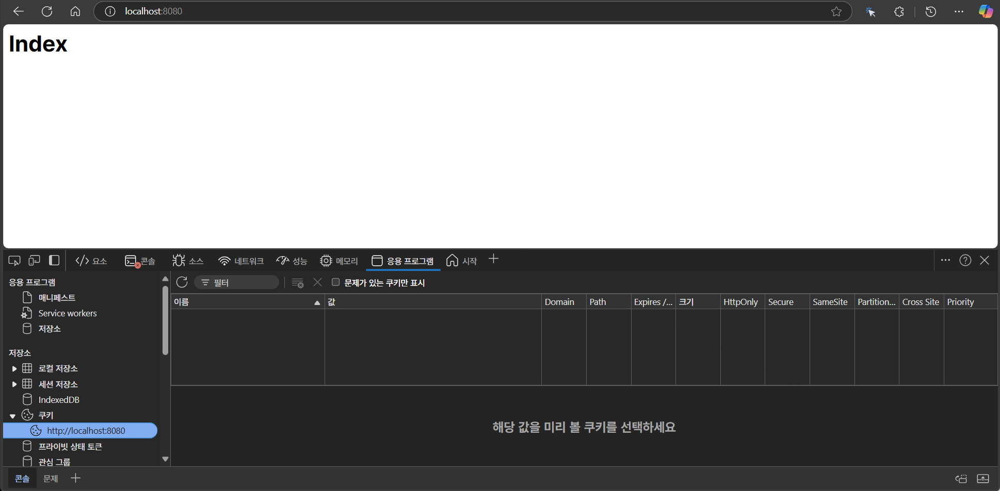 localhost:8080
Index
요소
콘솔
소스
네트워크
성능
메모리
응용 프로그램
시작
응용 프로그램
매니페스트
Service workers
저장소
저장소
로컬 저장소
세션 저장소
IndexedDB
쿠키
http://localhost:8080
프라이빗 상태 토큰
관심 그룹
필터
문제가 있는 쿠키만 표시
이름
값
Domain
Path
Expires /...
크기
HttpOnly
Secure
SameSite
Partition...
Cross Site
Priority
해당 값을 미리 볼 쿠키를 선택하세요
콘솔
문제